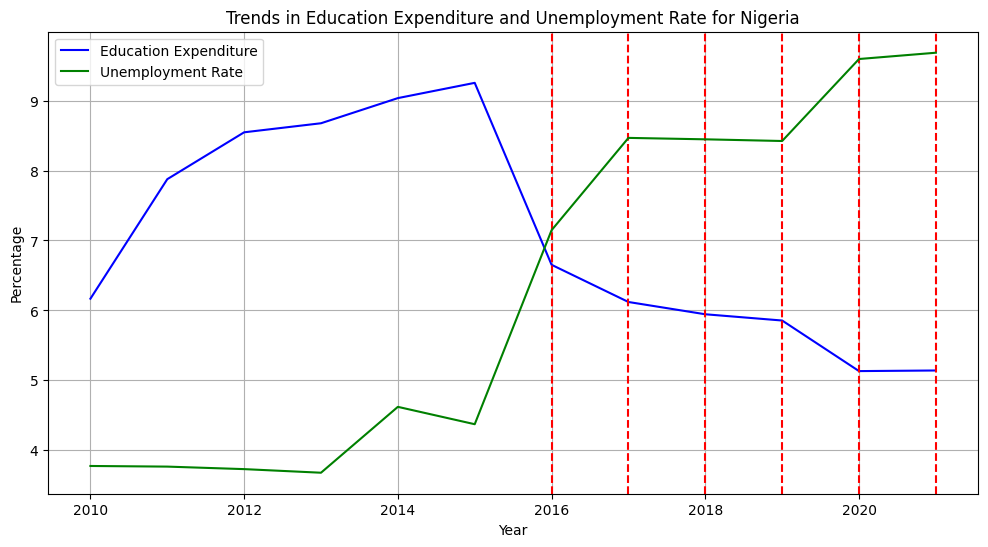 Trends in Education Expenditure and Unemployment Rate for Nigeria
Education Expenditure
Unemployment Rate
Percentage
9
8
7
6
5
4
2010 2012 2014 2016 2018 2020
Year